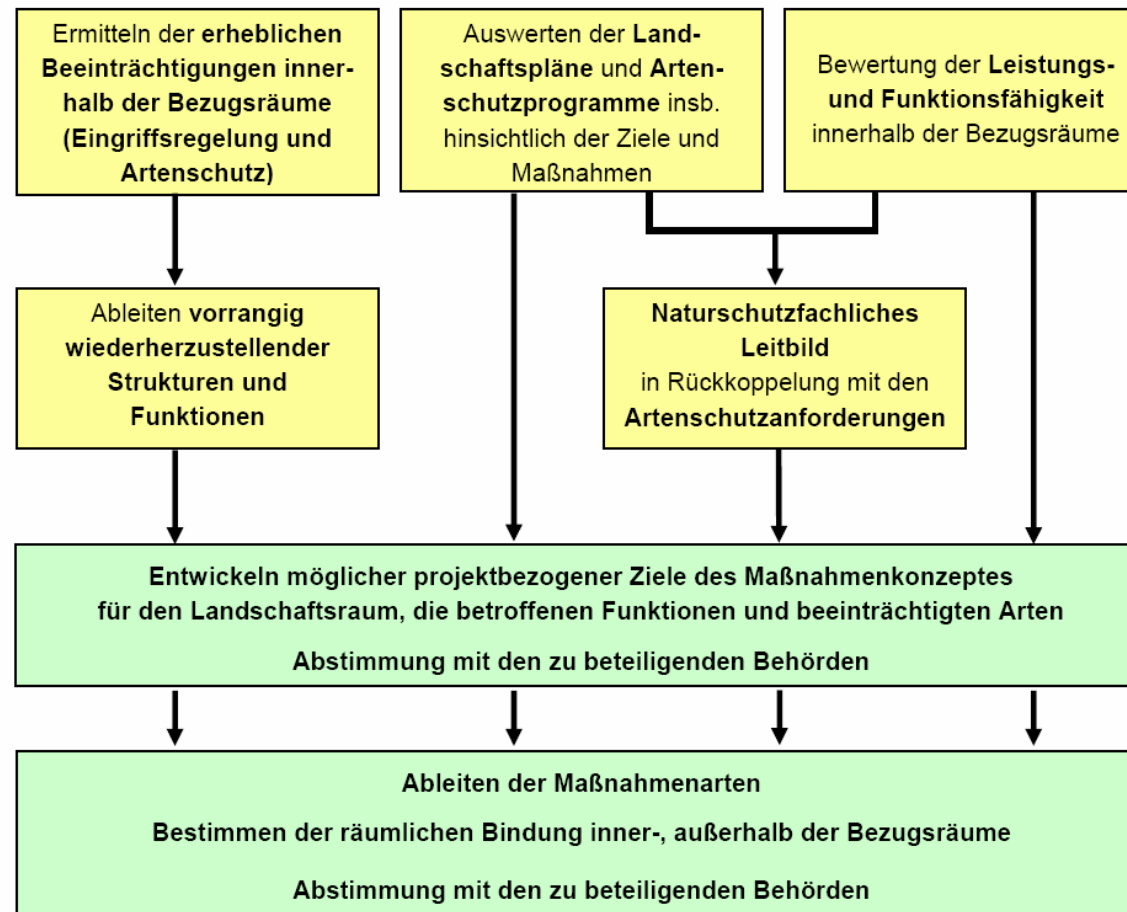 Ermitteln der erheblichen
Beeinträchtigungen inner-
halb der Bezugsräume
(Eingriffsregelung und
Artenschutz)
Auswerten der Land-
schaftspläne und Arten-
schutzprogramme insb.
hinsichtlich der Ziele und
Maßnahmen
Bewertung der Leistungs-
und Funktionsfähigkeit
innerhalb der Bezugsräume
Ableiten vorrangig
wiederherzustellender
Strukturen und
Funktionen
Naturschutzfachliches
Leitbild
in Rückkoppelung mit den
Artenschutzanforderungen
Entwickeln möglicher projektbezogener Ziele des Maßnahmenkonzeptes
für den Landschaftsraum, die betroffenen Funktionen und beeinträchtigten Arten
Abstimmung mit den zu beteiligenden Behörden
Ableiten der Maßnahmenarten
Bestimmen der räumlichen Bindung inner-, außerhalb der Bezugsräume
Abstimmung mit den zu beteiligenden Behörden